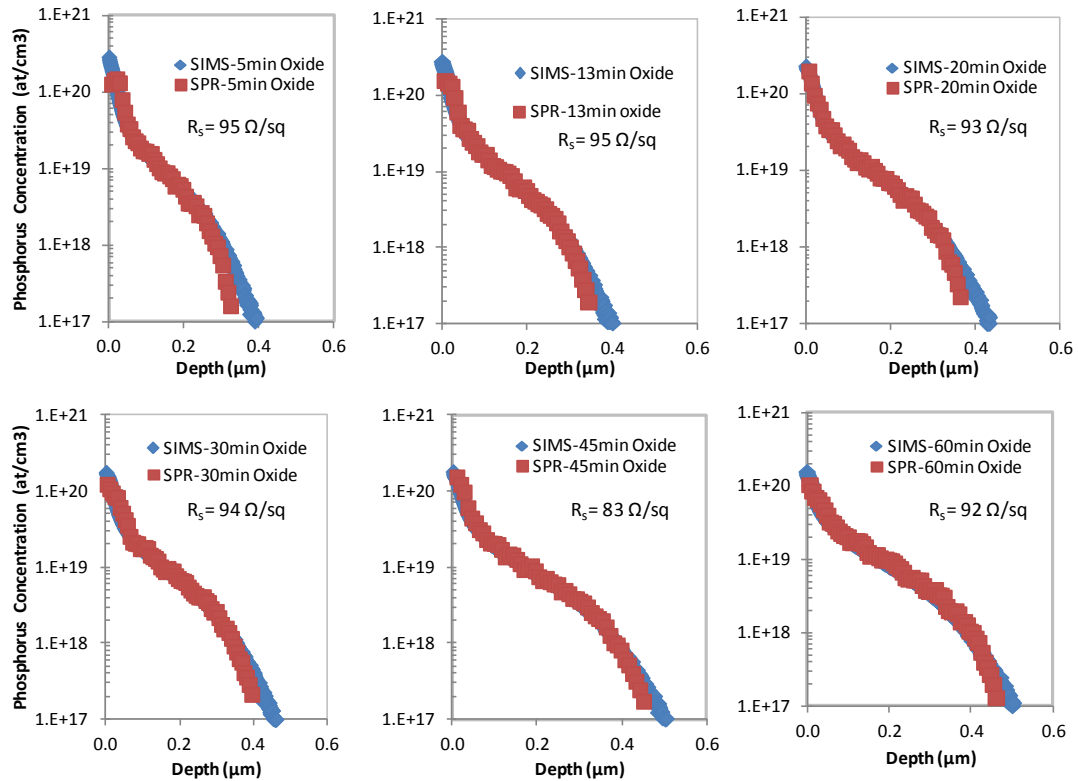 1.E+21
1.E+20
1.E+19
1.E+18
1.E+17
Phosphorus Concentration (at/cm3)
SIMS-5min Oxide
SPR-5min Oxide
Rs= 95 Ω/sq
0.0 0.2 0.4 0.6
Depth (µm)
1.E+21
1.E+20
1.E+19
1.E+18
1.E+17
SIMS-13min Oxide
SPR-13min oxide
Rs= 95 Ω/sq
0.0 0.2 0.4 0.6
Depth (µm)
1.E+21
1.E+20
1.E+19
1.E+18
1.E+17
SIMS-20min Oxide
SPR-20min Oxide
Rs= 93 Ω/sq
0.0 0.2 0.4 0.6
Depth (µm)
1.E+21
1.E+20
1.E+19
1.E+18
1.E+17
Phosphorus Concentration (at/cm3)
SIMS-30min Oxide
SPR-30min Oxide
Rs= 94 Ω/sq
0.0 0.2 0.4 0.6
Depth (µm)
1.E+21
1.E+20
1.E+19
1.E+18
1.E+17
SIMS-45min Oxide
SPR-45min Oxide
Rs= 83 Ω/sq
0.0 0.2 0.4 0.6
Depth (µm)
1.E+21
1.E+20
1.E+19
1.E+18
1.E+17
SIMS-60min Oxide
SPR-60min Oxide
Rs= 92 Ω/sq
0.0 0.2 0.4 0.6
Depth (µm)